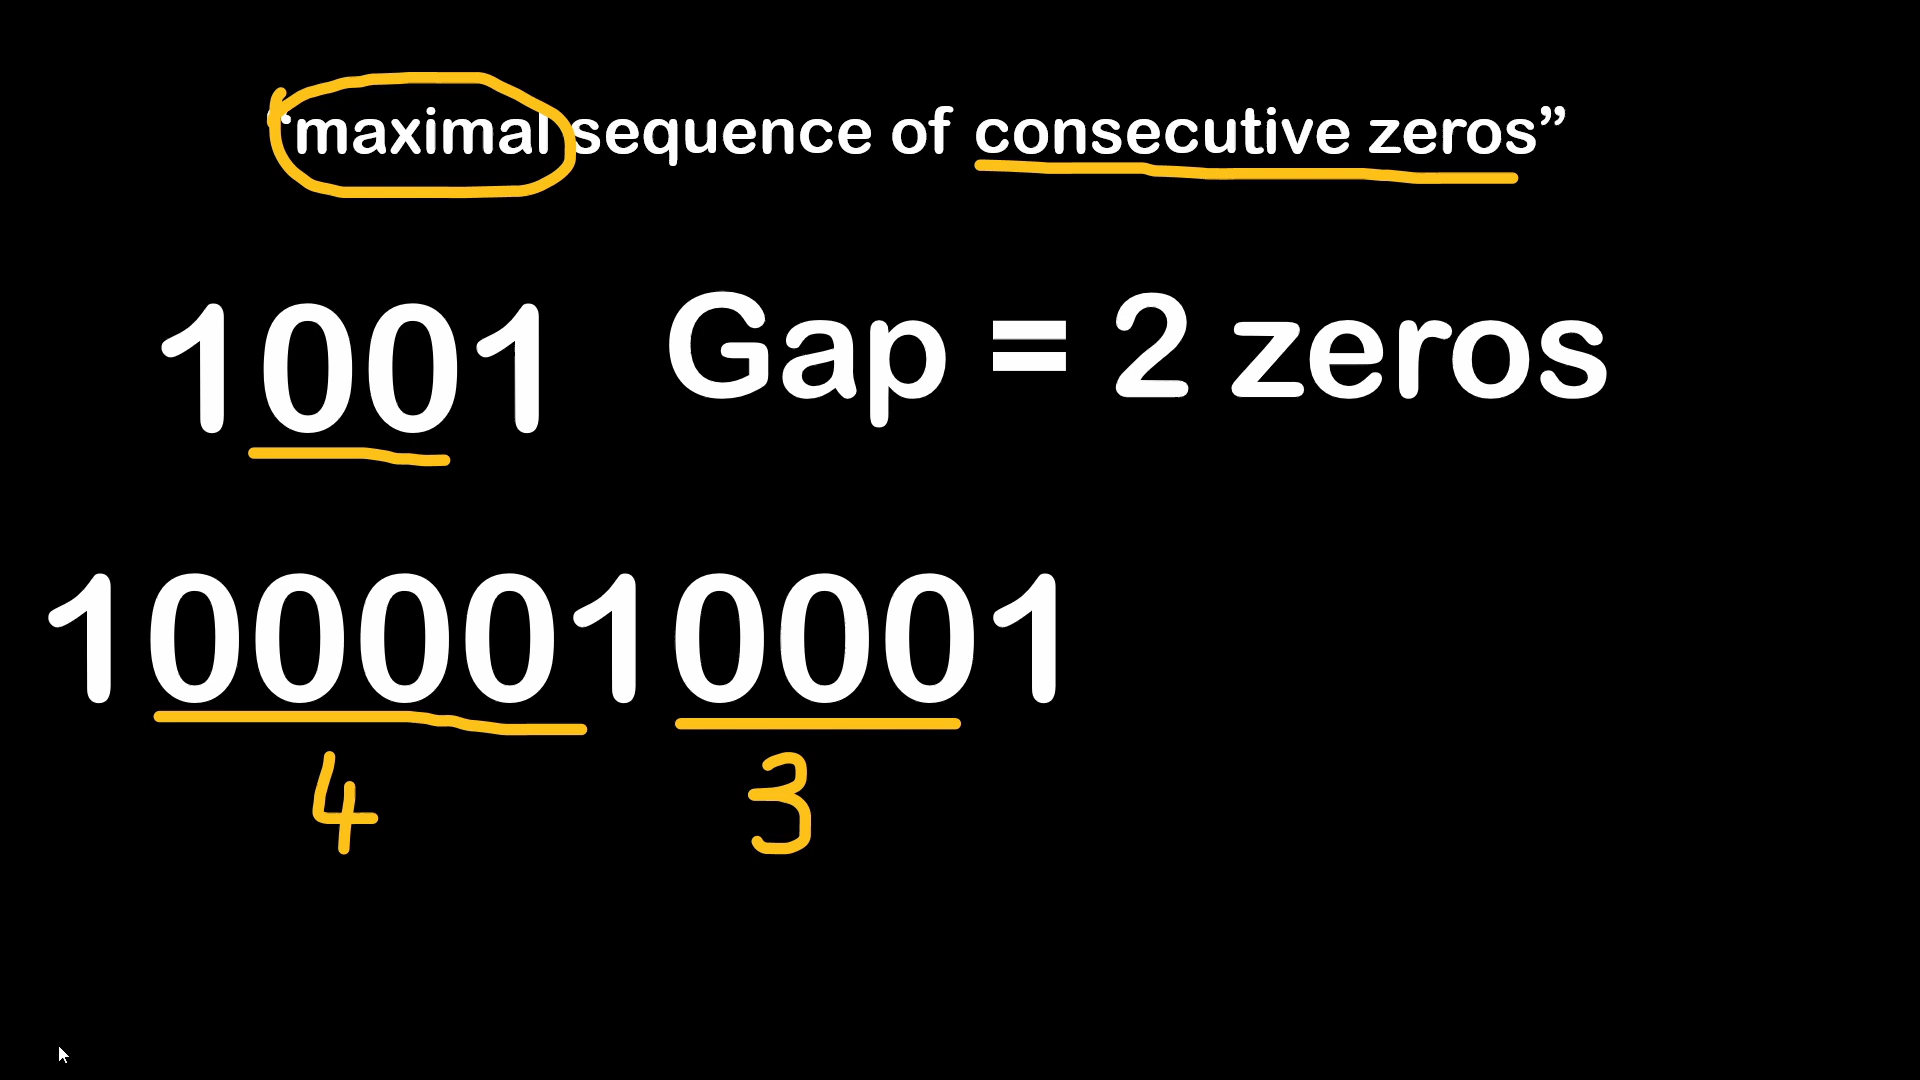 “maximal sequence of consecutive zeros”
1001 Gap = 2 zeros
1000010001
4 3